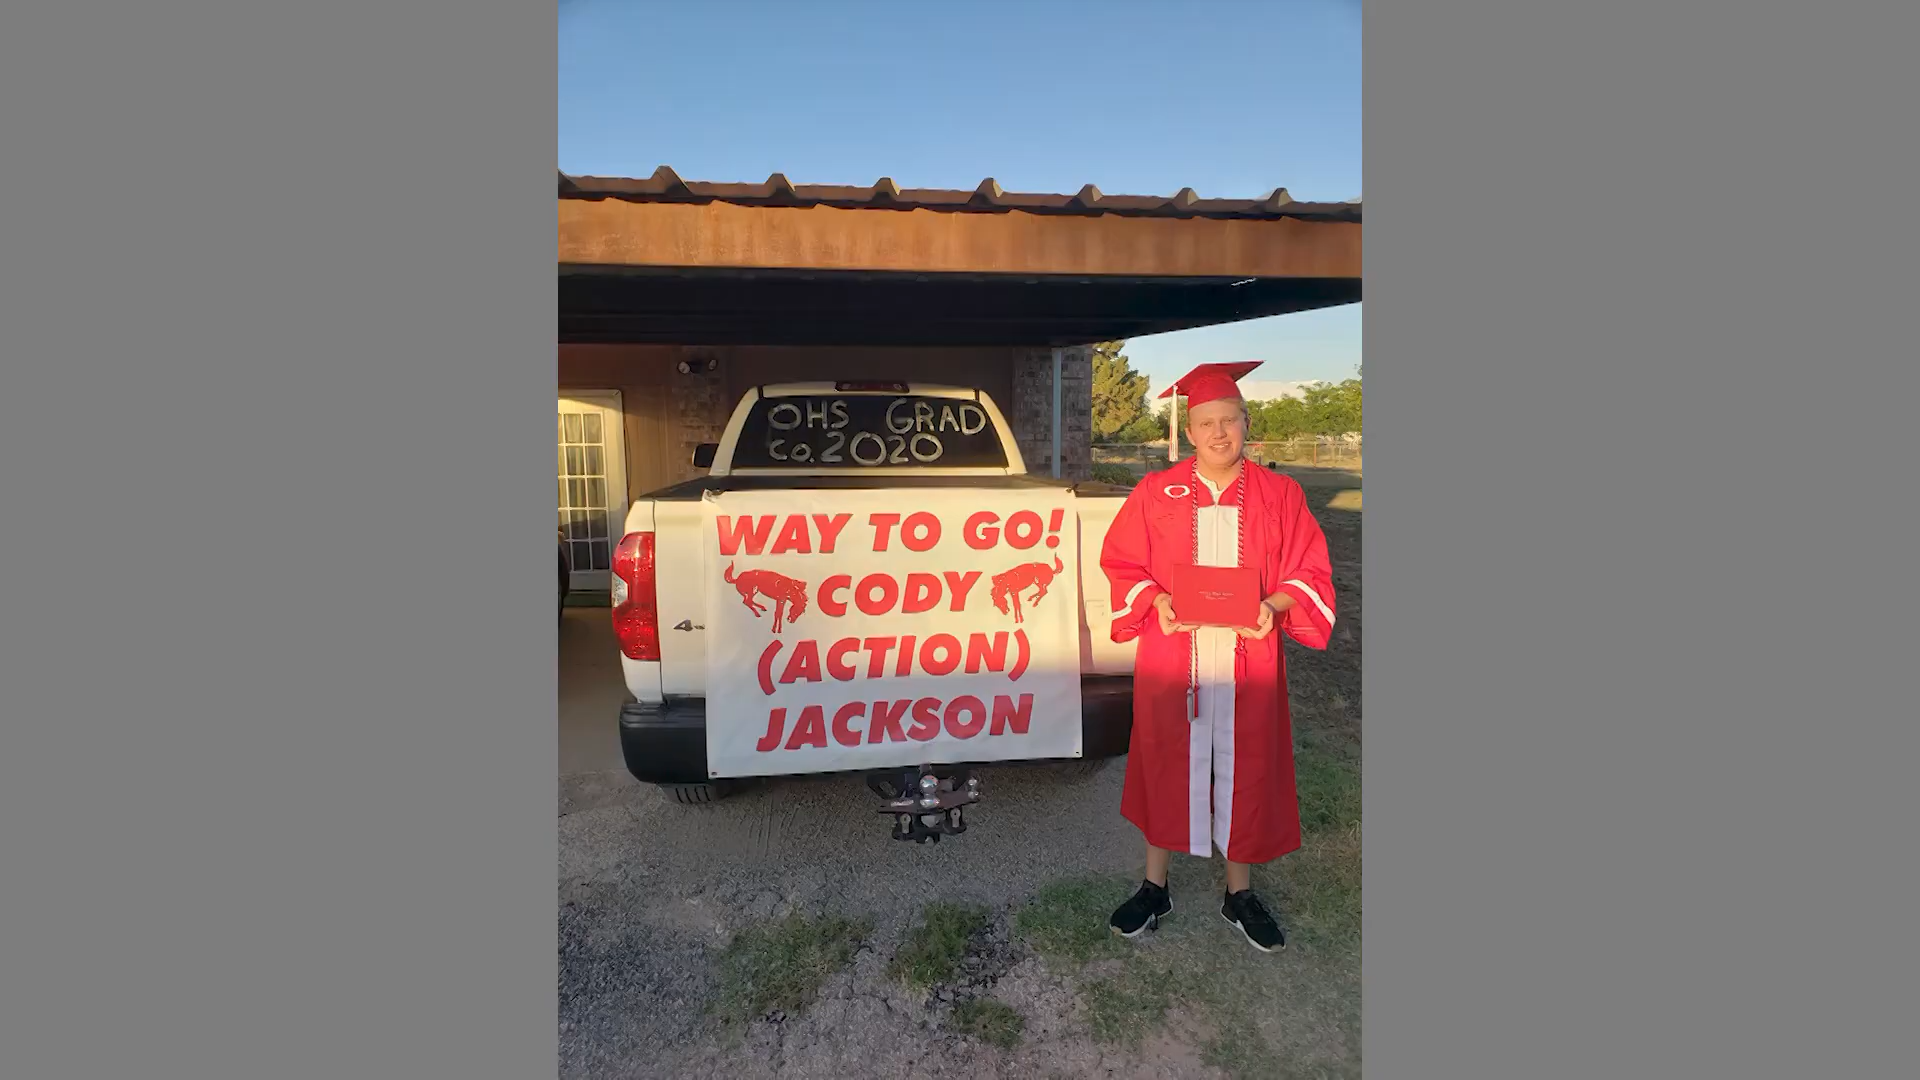 OHS GRAD
Co. 2020
WAY TO GO!
CODY
(ACTION)
JACKSON